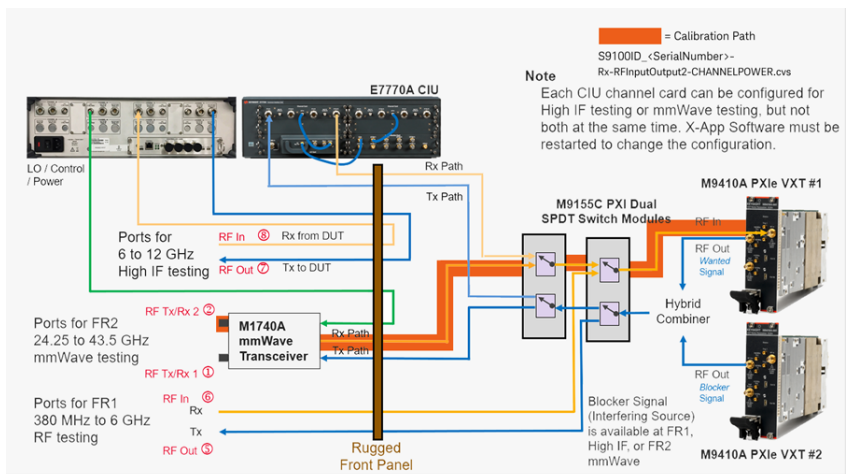 = Calibration Path
S9100ID_<SerialNumber>-
Rx-RFInputOutput2-CHANNELPOWER.cvs
Note
Each CIU channel card can be configured for
High IF testing or mmWave testing, but not
both at the same time. X-App Software must be
restarted to change the configuration.
E7770A CIU
LO / Control
/ Power
Rx Path
Tx Path
M9155C PXI Dual
SPDT Switch Modules
M9410A PXIe VXT #1
RF In
RF Out
Wanted
Signal
Ports for
6 to 12 GHz
High IF testing
RF In ⑧ Rx from DUT
RF Out ⑦ Tx to DUT
Hybrid
Combiner
RF Tx/Rx 2 ②
Ports for FR2
24.25 to 43.5 GHz
mmWave testing
M1740A
mmWave
Transceiver
Rx Path
Tx Path
RF Tx/Rx 1 ①
RF Out
Blocker
Signal
Ports for FR1
380 MHz to 6 GHz
RF testing
RF In ⑥
Rx
Tx
RF Out ⑤
Rugged
Front Panel
Blocker Signal
(Interfering Source)
is available at FR1,
High IF, or FR2
mmWave
M9410A PXIe VXT #2